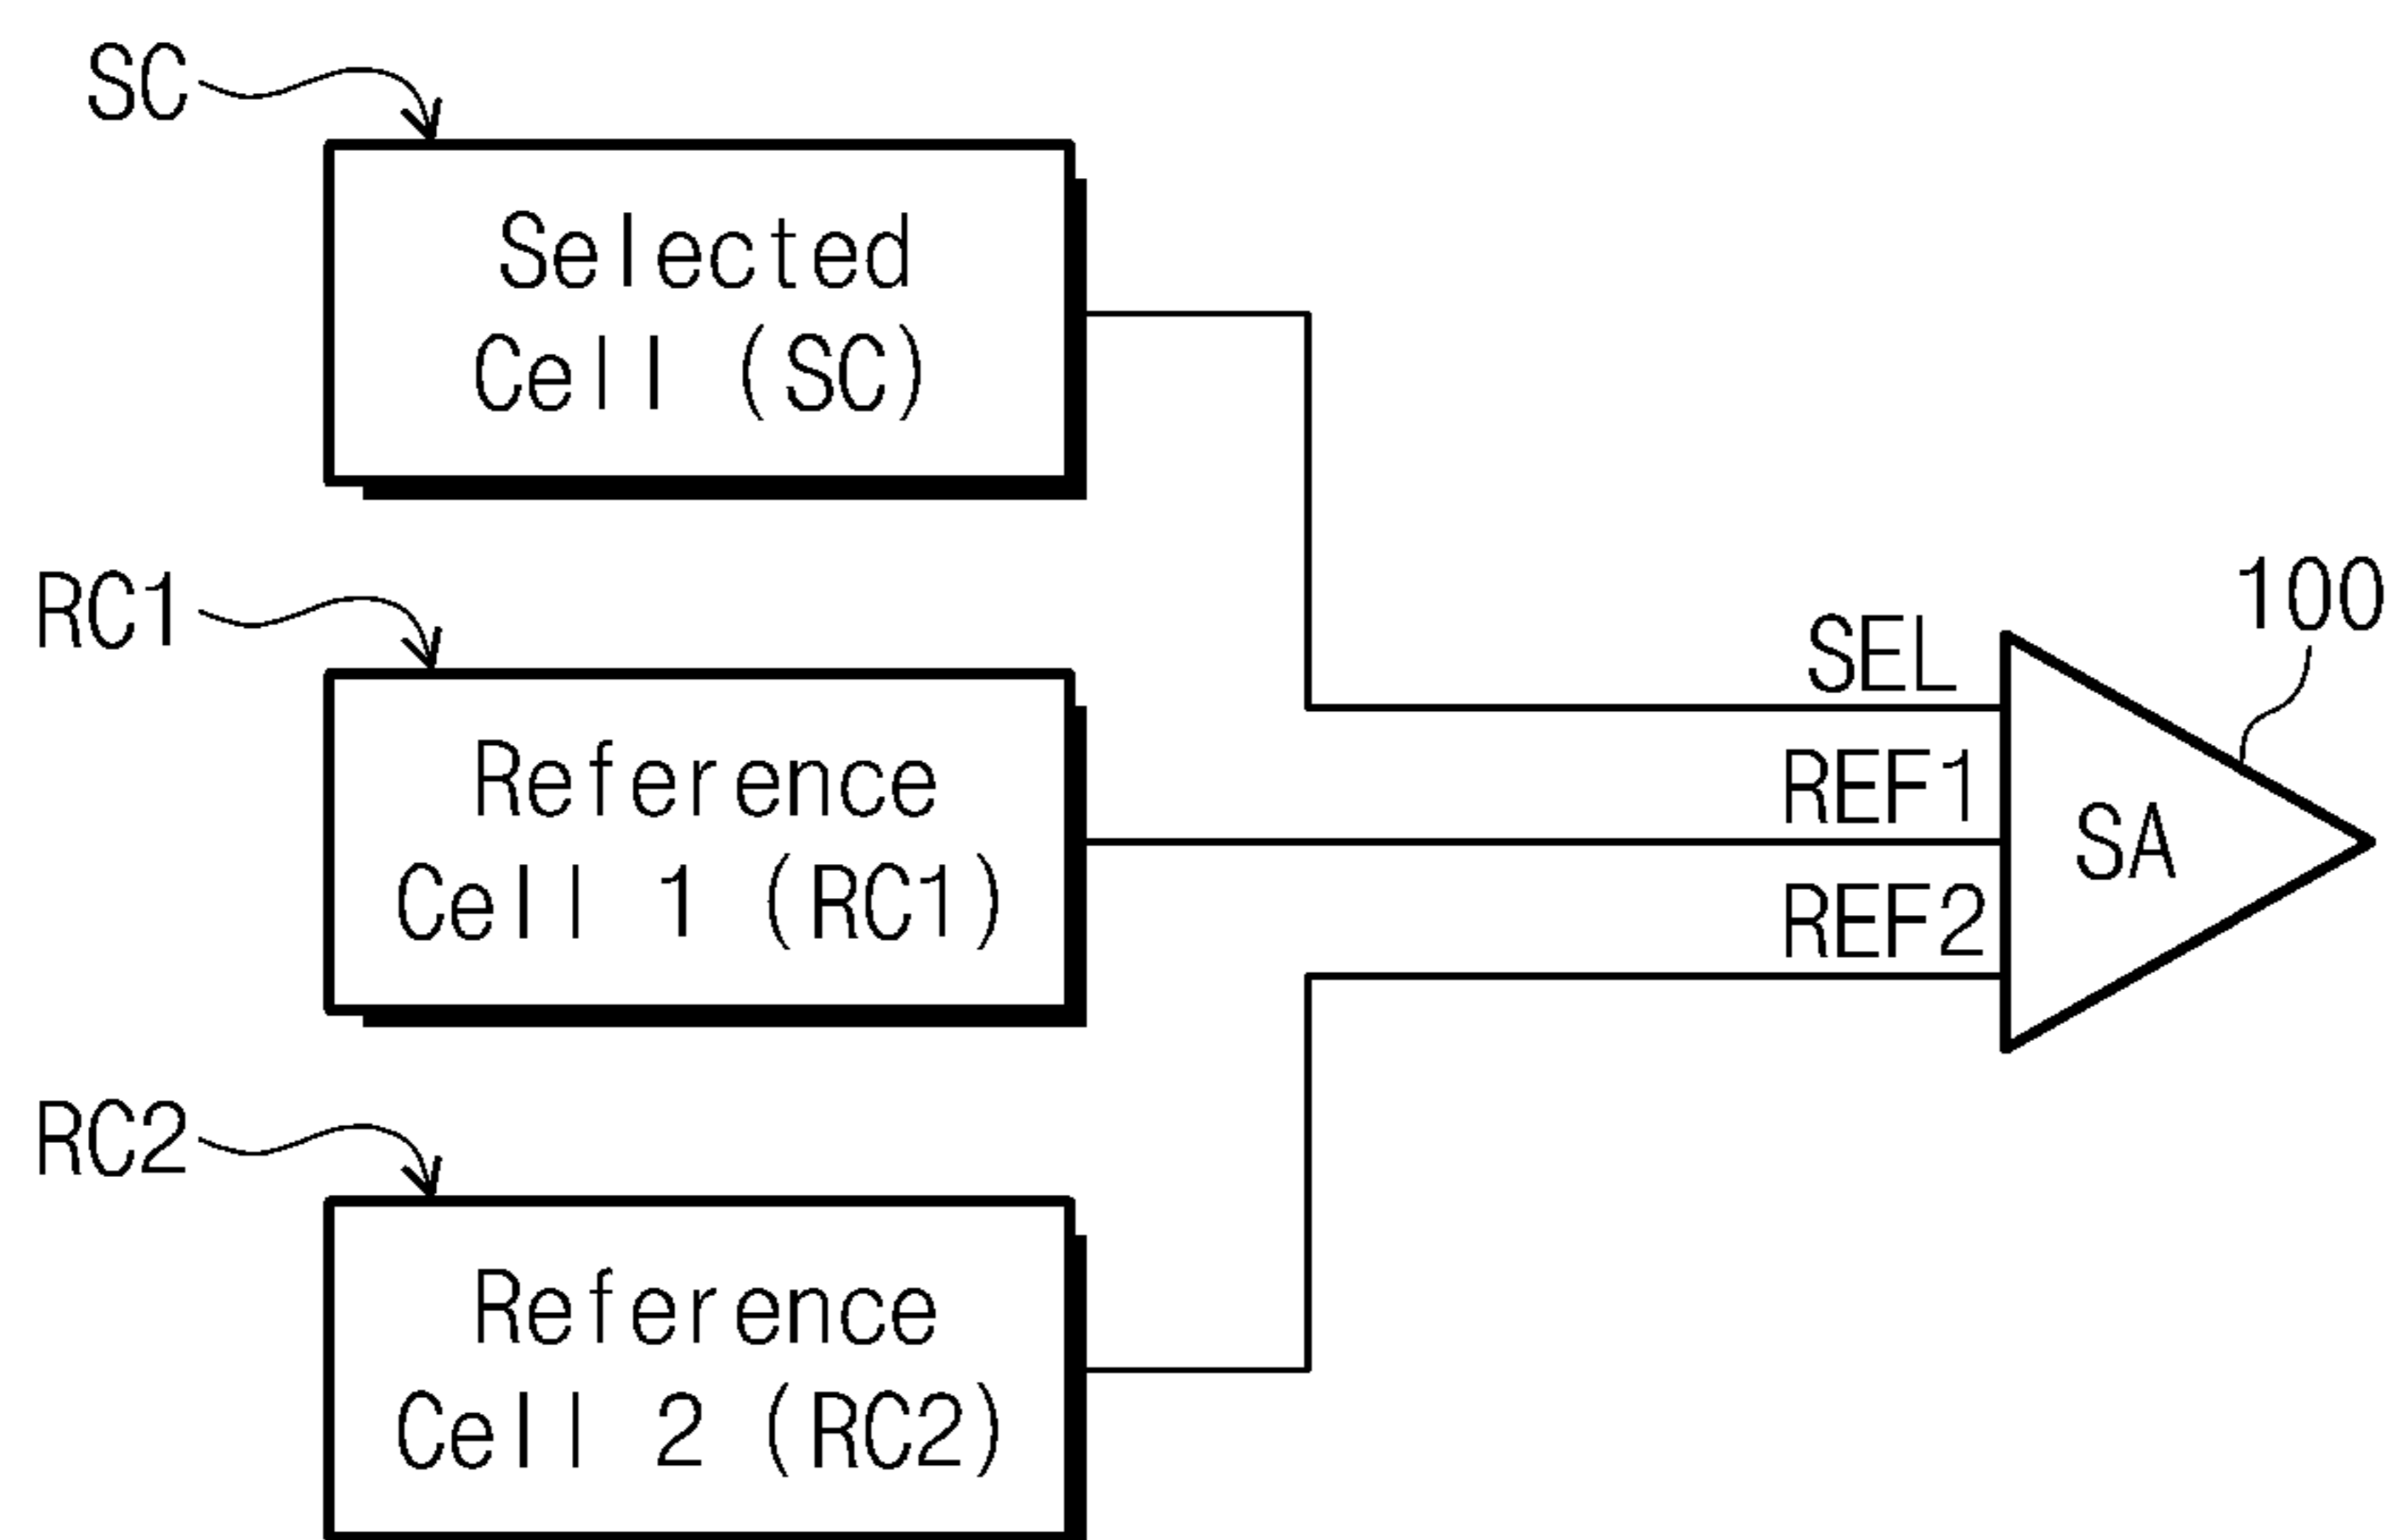 SC
Selected
Cell (SC)
RC1
Reference
Cell 1 (RC1)
RC2
Reference
Cell 2 (RC2)
SEL
REF1
REF2
SA
100